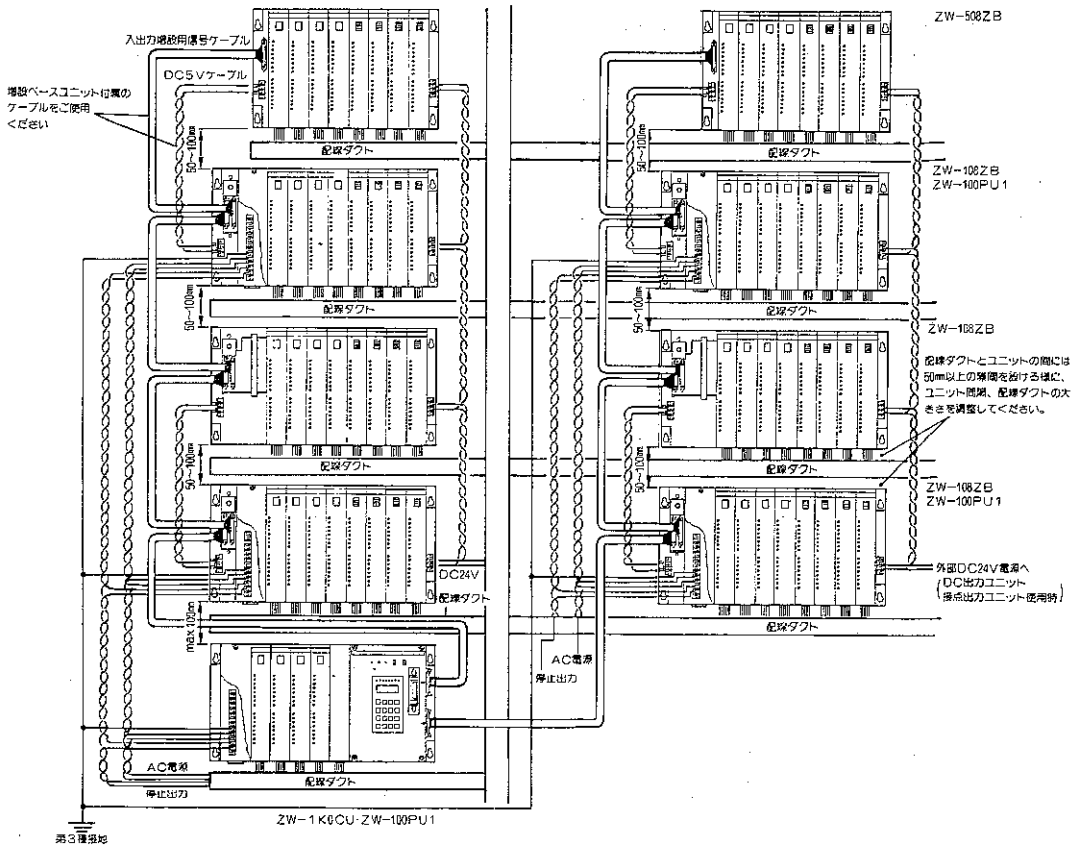 ZW-508ZB
入出力増設用信号ケーブル
DC5Vケーブル
増設ベースユニット付属の
ケーブルをご使用
ください
50~100mm
50~100mm
配線ダクト
配線ダクト
ZW-108ZB
ZW-100PU1
50~100mm
50~100mm
配線ダクト
配線ダクト
ZW-108ZB
配線ダクトとユニットの間には
50mm以上の隙間を設ける様に、
ユニット間隔、配線ダクトの大
きさを調整してください。
50~100mm
50~100mm
配線ダクト
配線ダクト
ZW-108ZB
ZW-100PU1
DC24V
外部DC24V電源へ
(DC出力ユニット
接点出力ユニット使用時)
配線ダクト
max100mm
配線ダクト
AC電源
停止出力
AC電源
停止出力
配線ダクト
ZW-1K6CU·ZW-100PU1
第3種接地